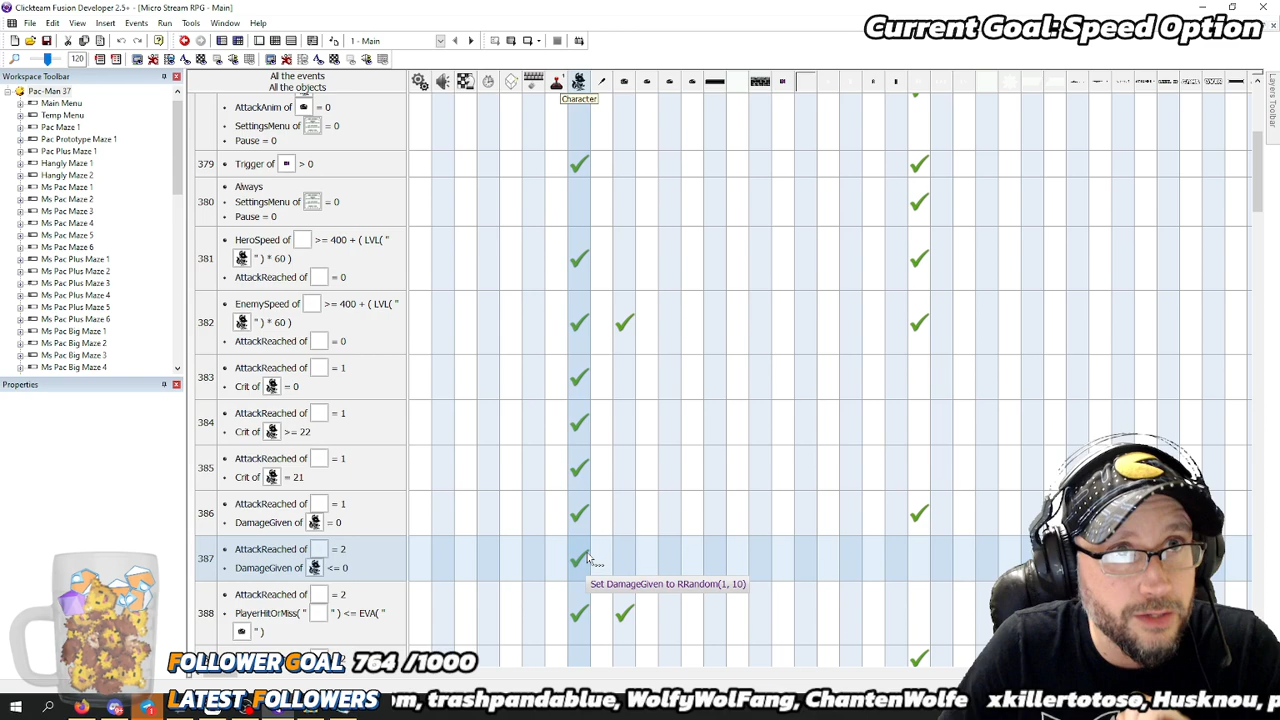 Clickteam Fusion Developer 2.5+ - [Micro Stream RPG - Main]
File Edit View Insert Events Run Tools Window Help
Current Goal: Speed Option
1 - Main
120
Workspace Toolbar
Pac-Man 37
Main Menu
Temp Menu
Pac Maze 1
Pac Prototype Maze 1
Pac Plus Maze 1
Hangly Maze 1
Hangly Maze 2
Ms Pac Maze 1
Ms Pac Maze 2
Ms Pac Maze 3
Ms Pac Maze 4
Ms Pac Maze 5
Ms Pac Maze 6
Ms Pac Plus Maze 1
Ms Pac Plus Maze 2
Ms Pac Plus Maze 3
Ms Pac Plus Maze 4
Ms Pac Plus Maze 5
Ms Pac Plus Maze 6
Ms Pac Big Maze 1
Ms Pac Big Maze 2
Ms Pac Big Maze 3
Ms Pac Big Maze 4
Properties
All the events
All the objects
Character
Layers Toolbar
AttackAnim of = 0
SettingsMenu of = 0
Pause = 0
379 Trigger of > 0
Always
380 SettingsMenu of = 0
Pause = 0
HeroSpeed of >= 400 + ( LVL( "
381 " ) * 60 )
AttackReached of = 0
EnemySpeed of >= 400 + ( LVL( "
382 " ) * 60 )
AttackReached of = 0
383 AttackReached of = 1
Crit of = 0
384 AttackReached of = 1
Crit of >= 22
385 AttackReached of = 1
Crit of = 21
386 AttackReached of = 1
DamageGiven of = 0
387 AttackReached of = 2
DamageGiven of <= 0
Set DamageGiven to RRandom(1, 10)
AttackReached of = 2
388 PlayerHitOrMiss( " " ) <= EVA( "
" )
Follower Goal 764 /1000
Latest Followers
am, trashpandablue, WolfyWolFang, ChantenWolfe xkillertotoso, Husknou, p